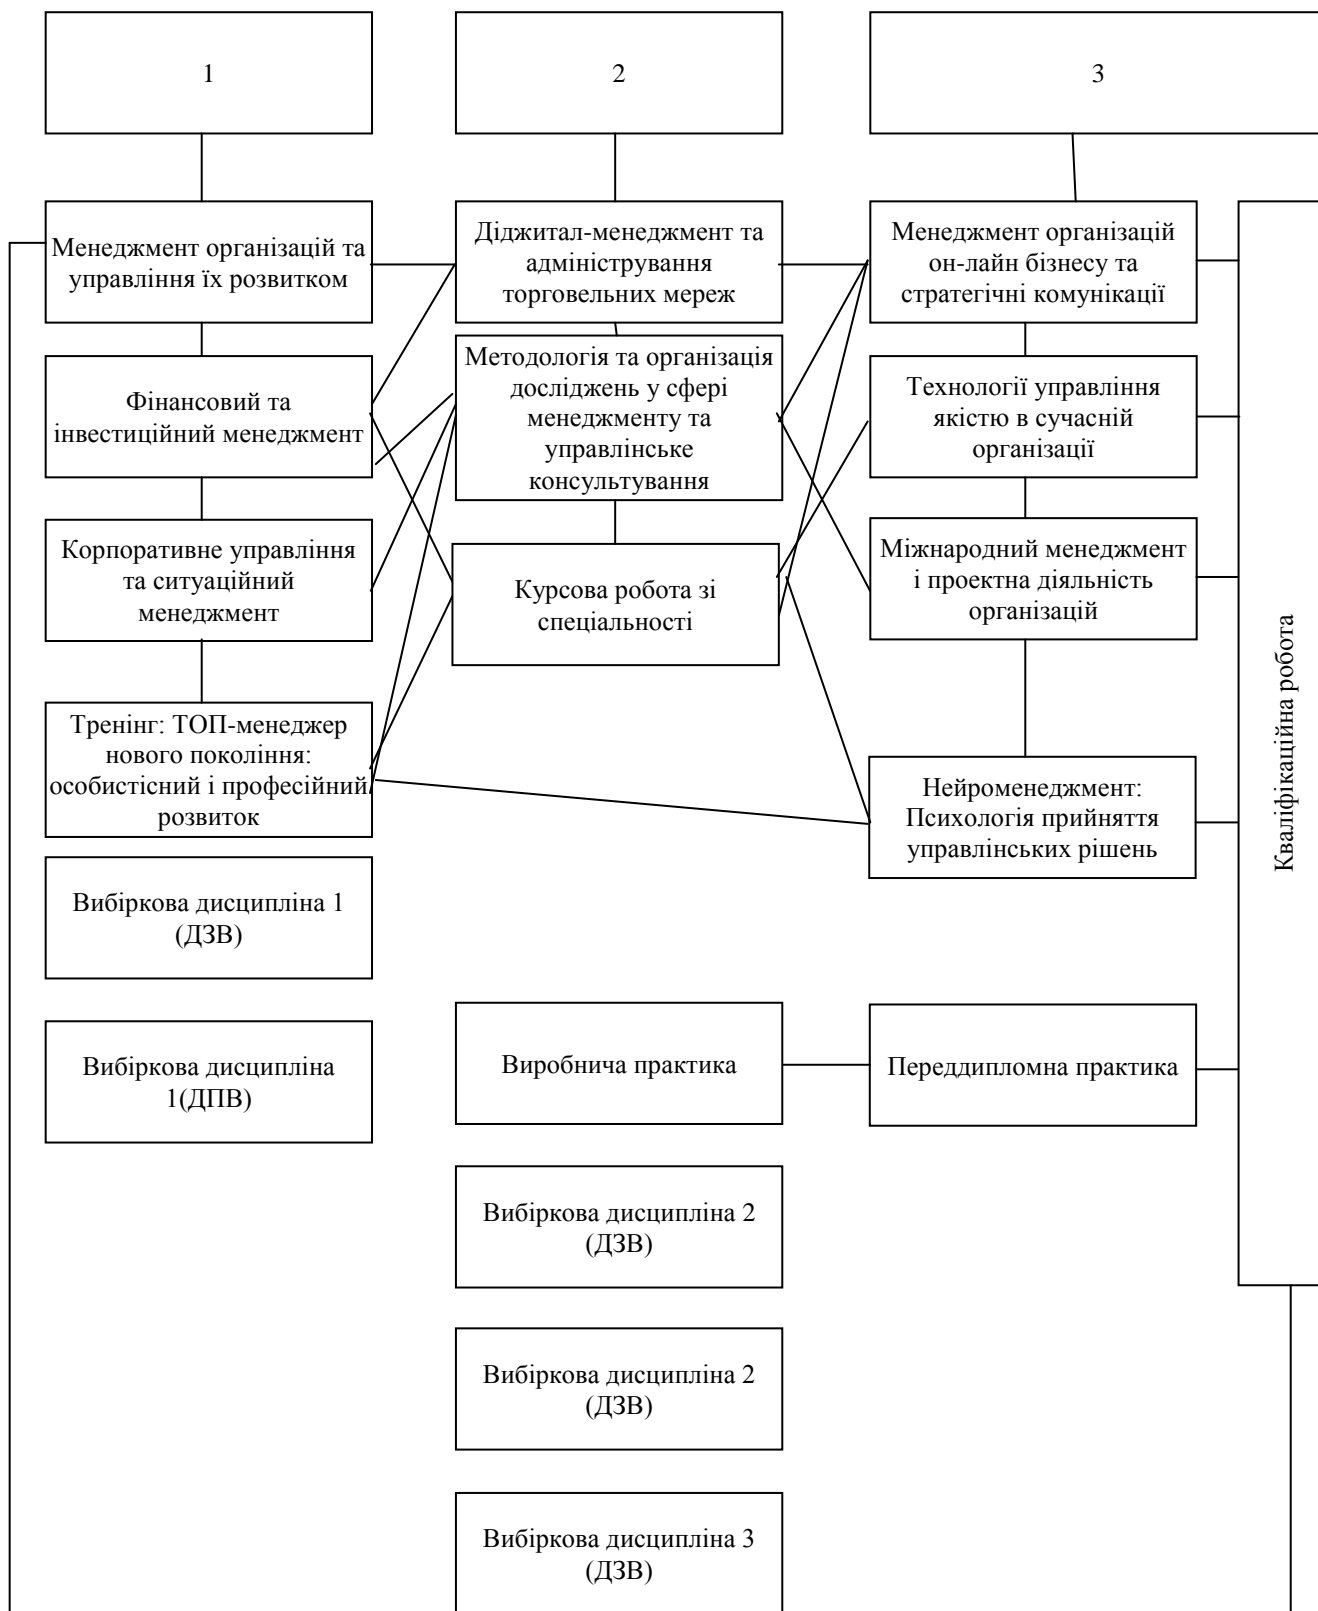 1
2
3
Менеджмент організацій та
управління їх розвитком
Фінансовий та
інвестиційний менеджмент
Корпоративне управління
та ситуаційний
менеджмент
Тренінг: ТОП-менеджер
нового покоління:
особистісний і професійний
розвиток
Вибіркова дисципліна 1
(ДЗВ)
Вибіркова дисципліна
1(ДПВ)
Діджитал-менеджмент та
адміністрування
торговельних мереж
Методологія та організація
досліджень у сфері
менеджменту та
управлінське
консультування
Курсова робота зі
спеціальності
Виробнича практика
Вибіркова дисципліна 2
(ДЗВ)
Вибіркова дисципліна 2
(ДЗВ)
Вибіркова дисципліна 3
(ДЗВ)
Менеджмент організацій
он-лайн бізнесу та
стратегічні комунікації
Технології управління
якістю в сучасній
організації
Міжнародний менеджмент
і проектна діяльність
організацій
Нейроменеджмент:
Психологія прийняття
управлінських рішень
Переддипломна практика
Кваліфікаційна робота